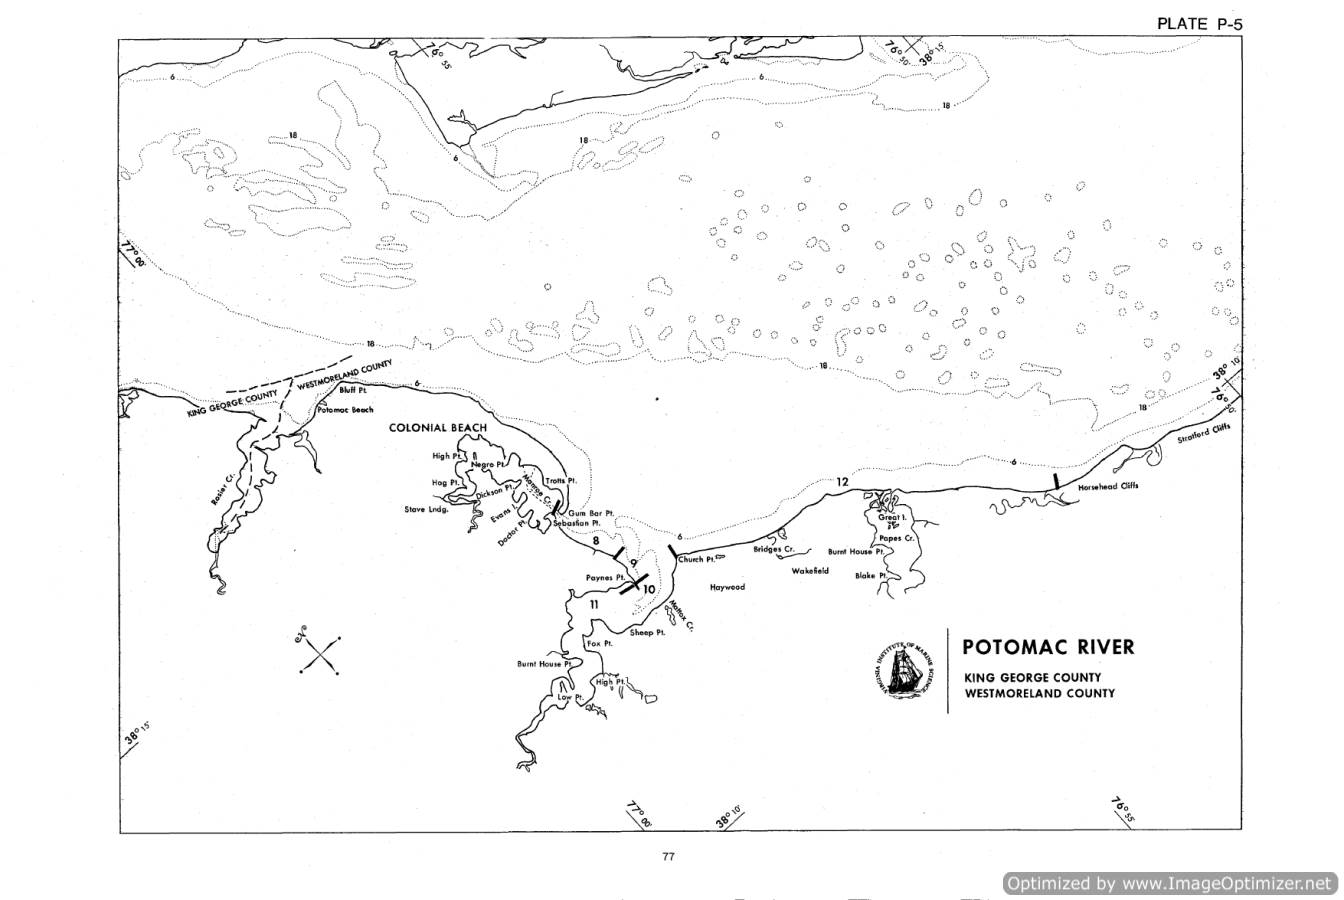 PLATE P-5
76° 55'
76° 50'
38° 15'
6
6
18
18
18
6
77° 00'
18
18
38° 10'
76° 50'
WESTMORELAND COUNTY
KING GEORGE COUNTY
6
Bluff Pt.
Potomac Beach
18
COLONIAL BEACH
Stratford Cliffs
High Pt.
Negro Pt.
6
Rosier Cr.
Hog Pt.
Monroe Cr.
Trotts Pt.
12
Horsehead Cliffs
Dickson Pt.
Stave Lndg.
Evans I.
Gum Bar Pt.
Great I.
Doctor Pt.
Sebastian Pt.
8
6
Papes Cr.
Bridges Cr.
Burnt House Pt.
9
Church Pt.
Wakefield
Blake Pt.
Paynes Pt.
10
Haywood
11
Mattox Cr.
Sheep Pt.
N
Fox Pt.
VIRGINIA INSTITUTE OF MARINE SCIENCE
POTOMAC RIVER
Burnt House Pt.
KING GEORGE COUNTY
High Pt.
WESTMORELAND COUNTY
Low Pt.
38° 15'
77° 00'
38° 10'
76° 55'
77
Optimized by www.ImageOptimizer.net